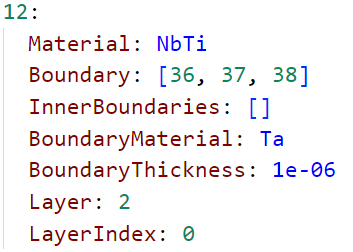 12:
Material: NbTi
Boundary: [36, 37, 38]
InnerBoundaries: []
BoundaryMaterial: Ta
BoundaryThickness: 1e-06
Layer: 2
LayerIndex: 0